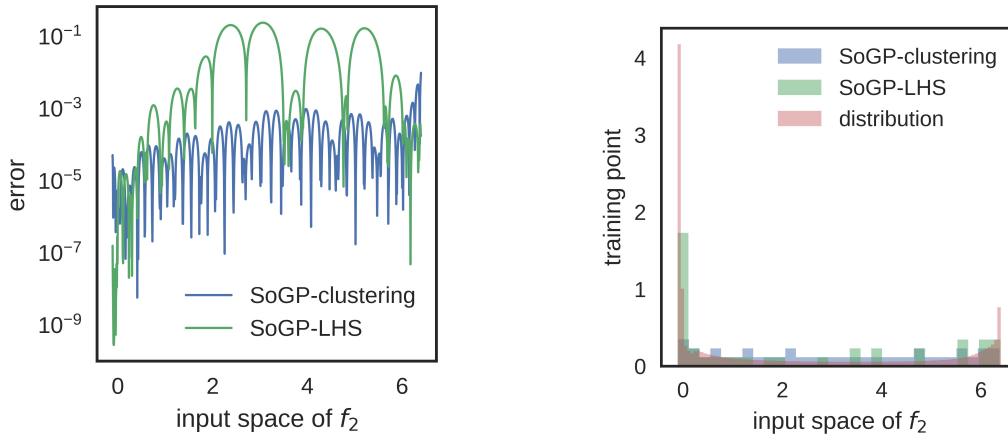 10⁻¹
10⁻³
10⁻⁵
10⁻⁷
10⁻⁹
error
SoGP-clustering
SoGP-LHS
0 2 4 6
input space of f₂
4
3
2
1
0
training point
SoGP-clustering
SoGP-LHS
distribution
0 2 4 6
input space of f₂